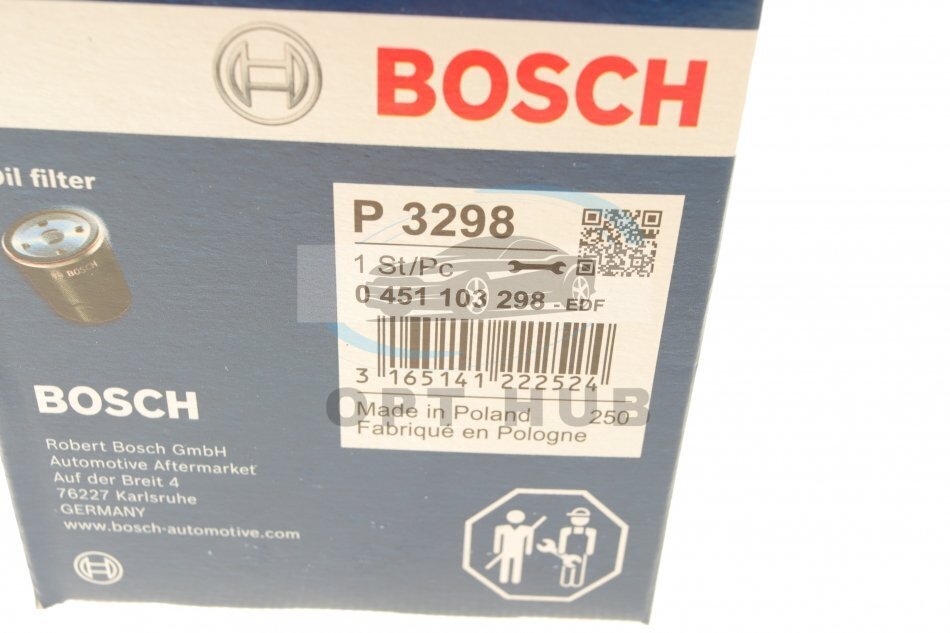 BOSCH
Oil filter
BOSCH
P 3298
1 St/Pc
0 451 103 298 - EDF
3 165141 222524
OPT HUB
Made in Poland 250
Fabriqué en Pologne
BOSCH
Robert Bosch GmbH
Automotive Aftermarket
Auf der Breit 4
76227 Karlsruhe
GERMANY
www.bosch-automotive.com